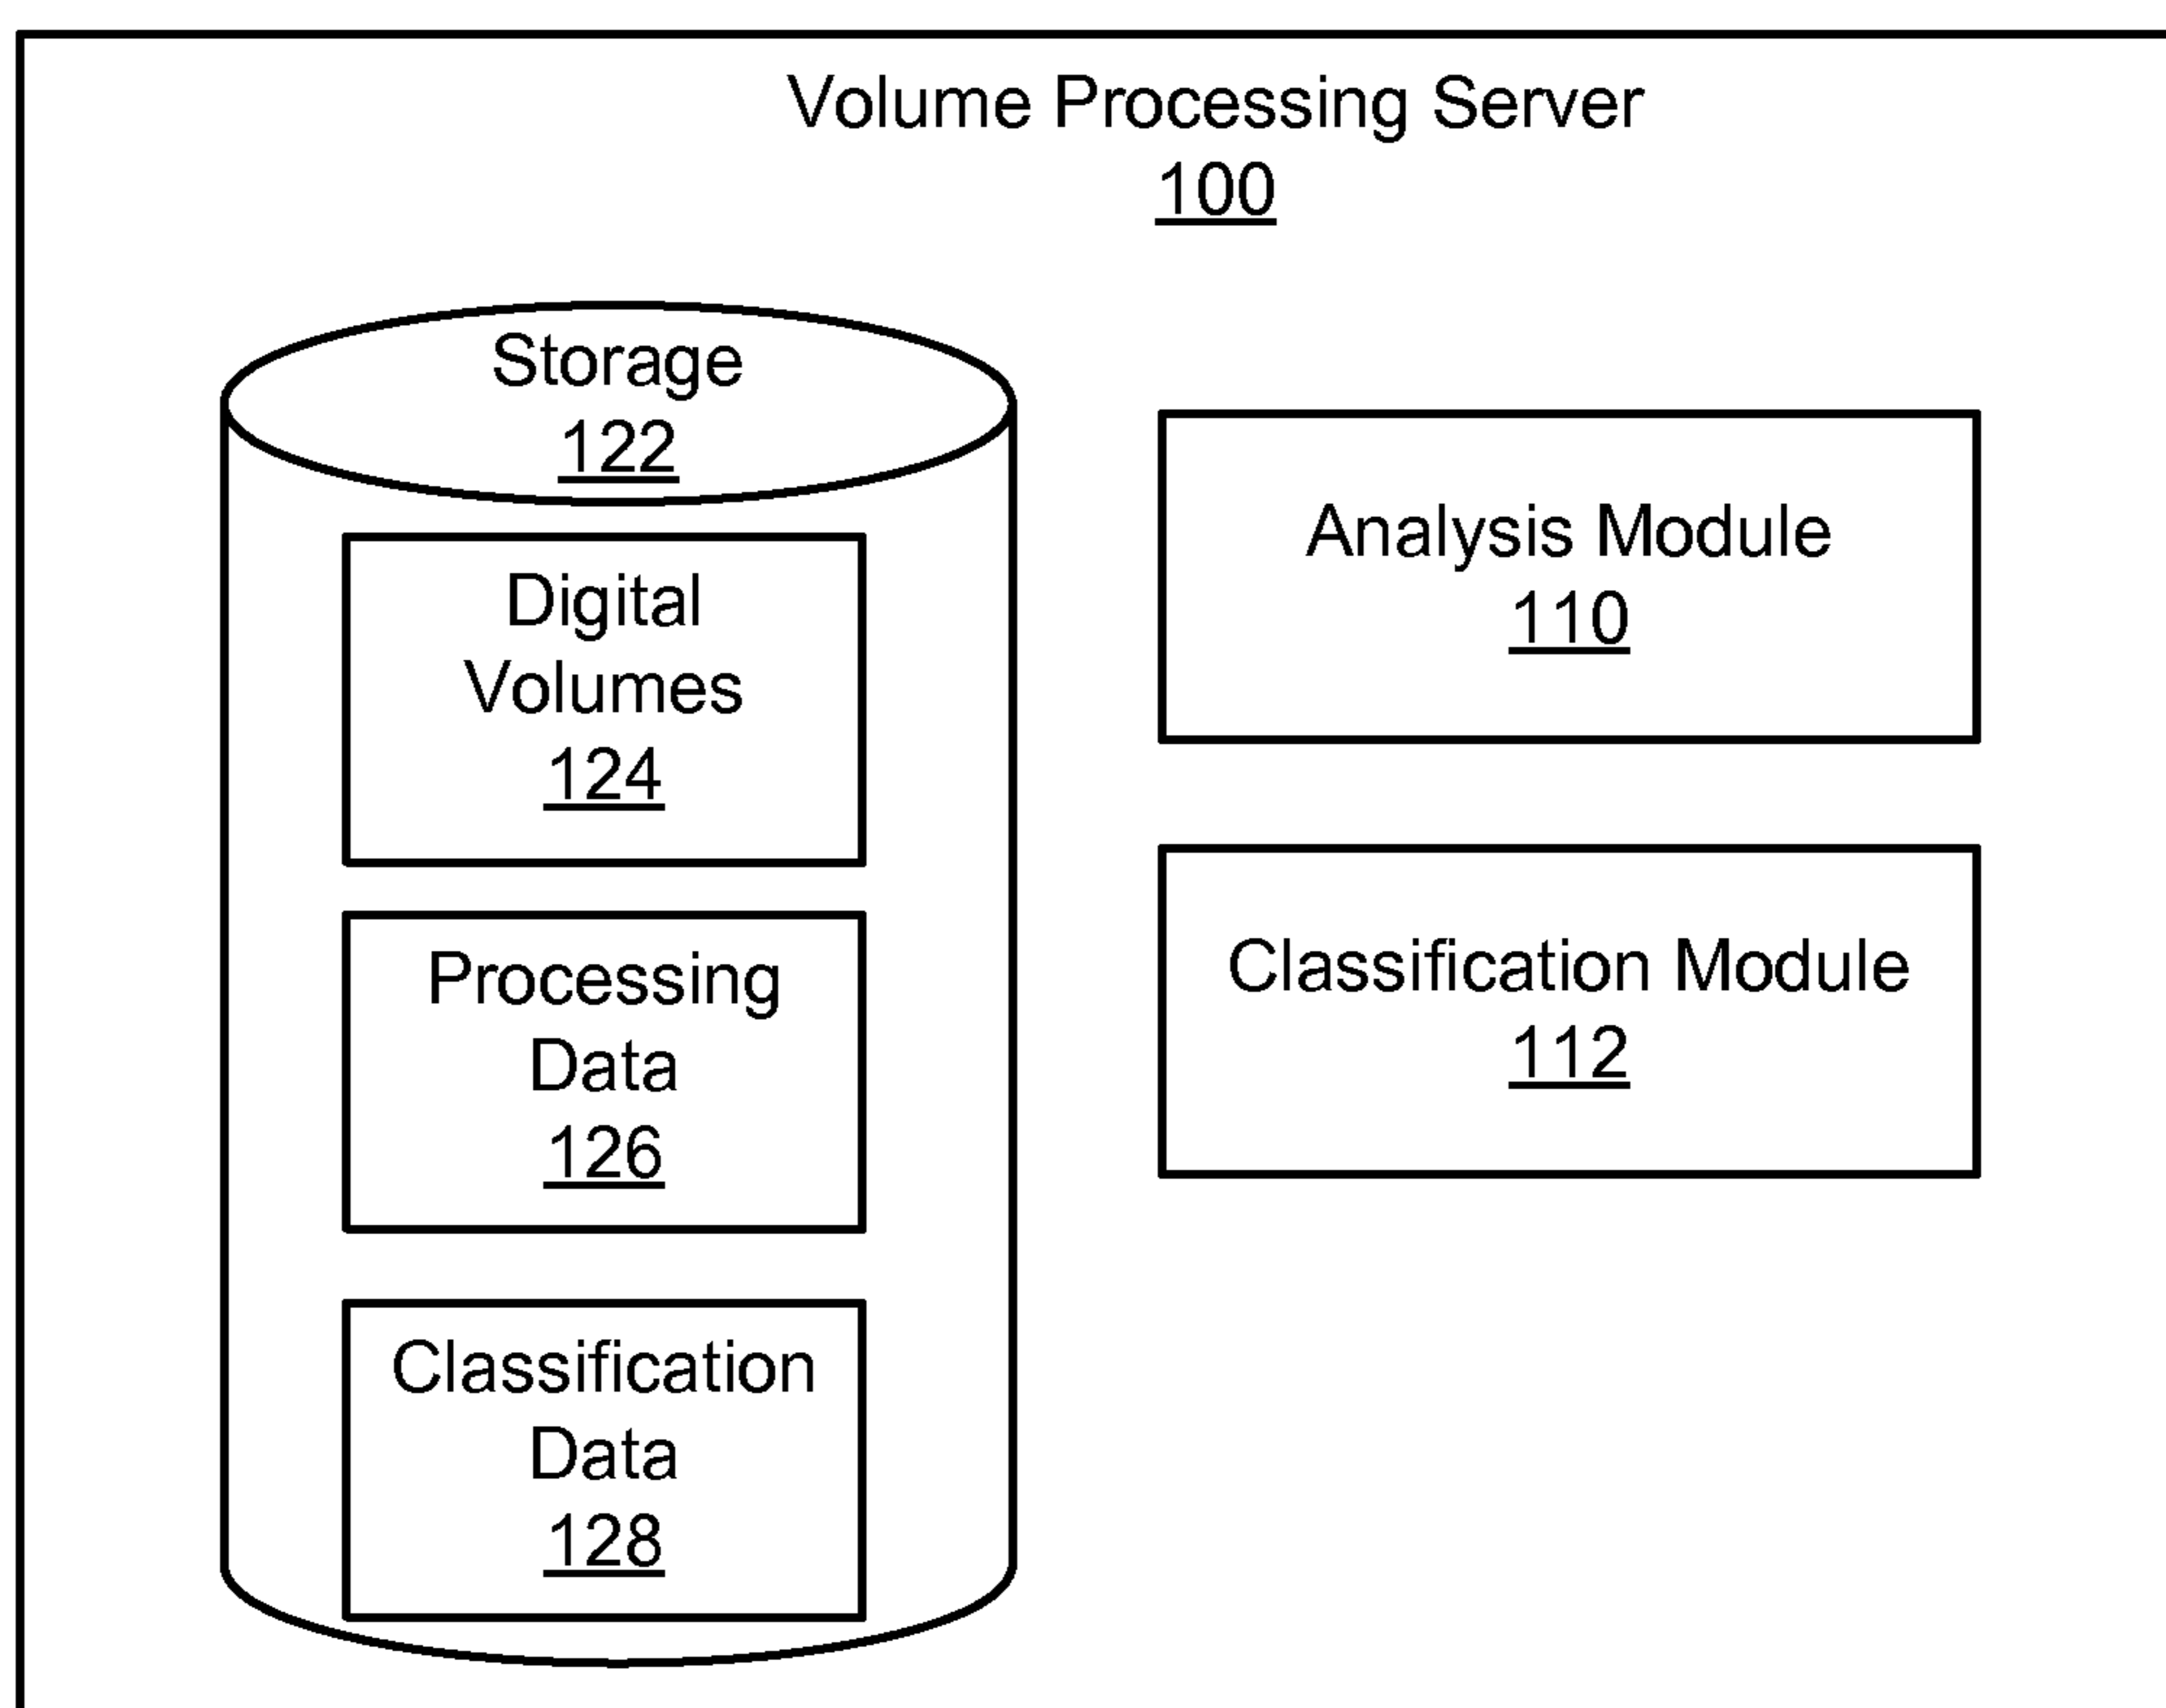 Volume Processing Server
100
Storage
122
Digital
Volumes
124
Processing
Data
126
Classification
Data
128
Analysis Module
110
Classification Module
112